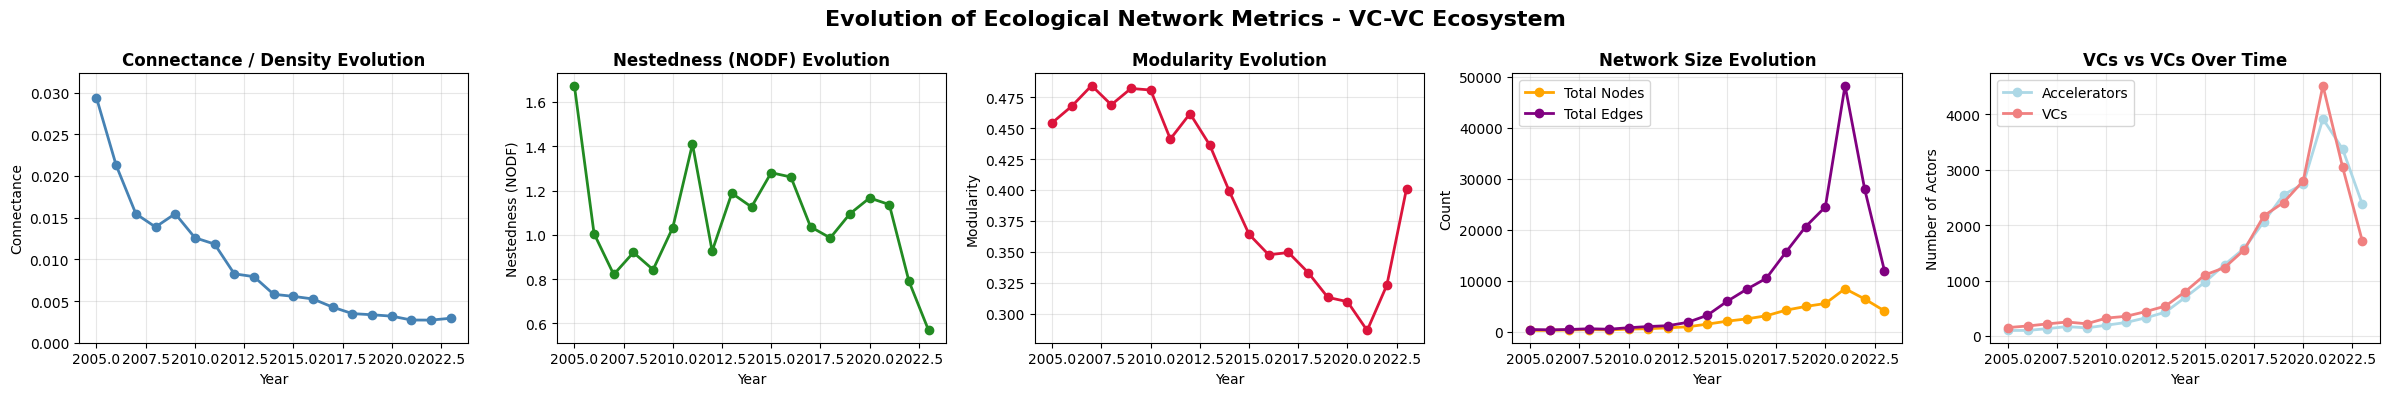 Evolution of Ecological Network Metrics - VC-VC Ecosystem
Connectance / Density Evolution
Connectance
0.030
0.025
0.020
0.015
0.010
0.005
0.000
2005.0 2007.5 2010.0 2012.5 2015.0 2017.5 2020.0 2022.5
Year
Nestedness (NODF) Evolution
Nestedness (NODF)
1.6
1.4
1.2
1.0
0.8
0.6
2005.0 2007.5 2010.0 2012.5 2015.0 2017.5 2020.0 2022.5
Year
Modularity Evolution
Modularity
0.475
0.450
0.425
0.400
0.375
0.350
0.325
0.300
2005.0 2007.5 2010.0 2012.5 2015.0 2017.5 2020.0 2022.5
Year
Network Size Evolution
Total Nodes
Total Edges
Count
50000
40000
30000
20000
10000
0
2005.0 2007.5 2010.0 2012.5 2015.0 2017.5 2020.0 2022.5
Year
VCs vs VCs Over Time
Accelerators
VCs
Number of Actors
4000
3000
2000
1000
0
2005.0 2007.5 2010.0 2012.5 2015.0 2017.5 2020.0 2022.5
Year